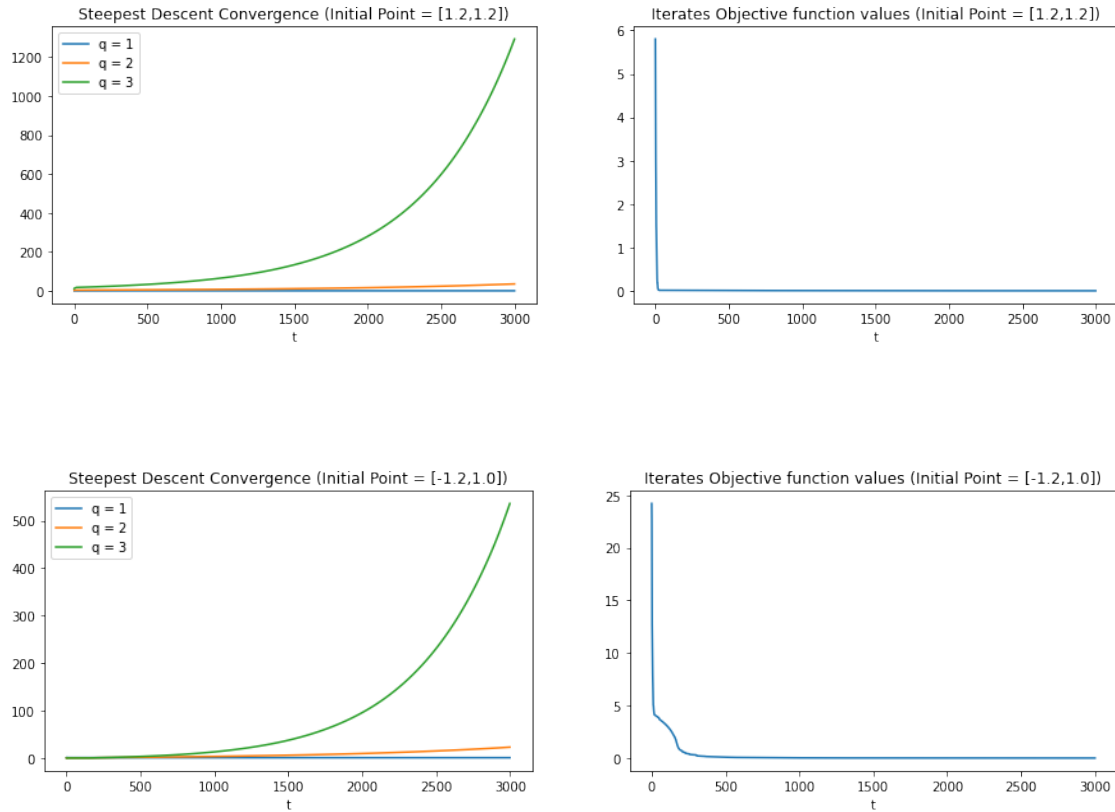 Steepest Descent Convergence (Initial Point = [1.2,1.2])
1200
1000
800
600
400
200
0
q = 1
q = 2
q = 3
0 500 1000 1500 2000 2500 3000
t
Iterates Objective function values (Initial Point = [1.2,1.2])
6
5
4
3
2
1
0
0 500 1000 1500 2000 2500 3000
t
Steepest Descent Convergence (Initial Point = [-1.2,1.0])
500
400
300
200
100
0
q = 1
q = 2
q = 3
0 500 1000 1500 2000 2500 3000
t
Iterates Objective function values (Initial Point = [-1.2,1.0])
25
20
15
10
5
0
0 500 1000 1500 2000 2500 3000
t